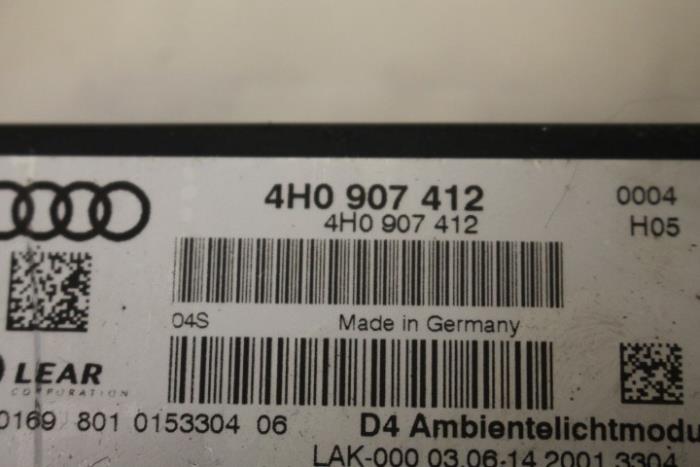 4H0 907 412
0004
4H0 907 412
H05
04S
Made in Germany
LEAR
CORPORATION
0169 801 0153304 06
D4 Ambientelichtmodu
LAK-000 03.06.14 2001 3304